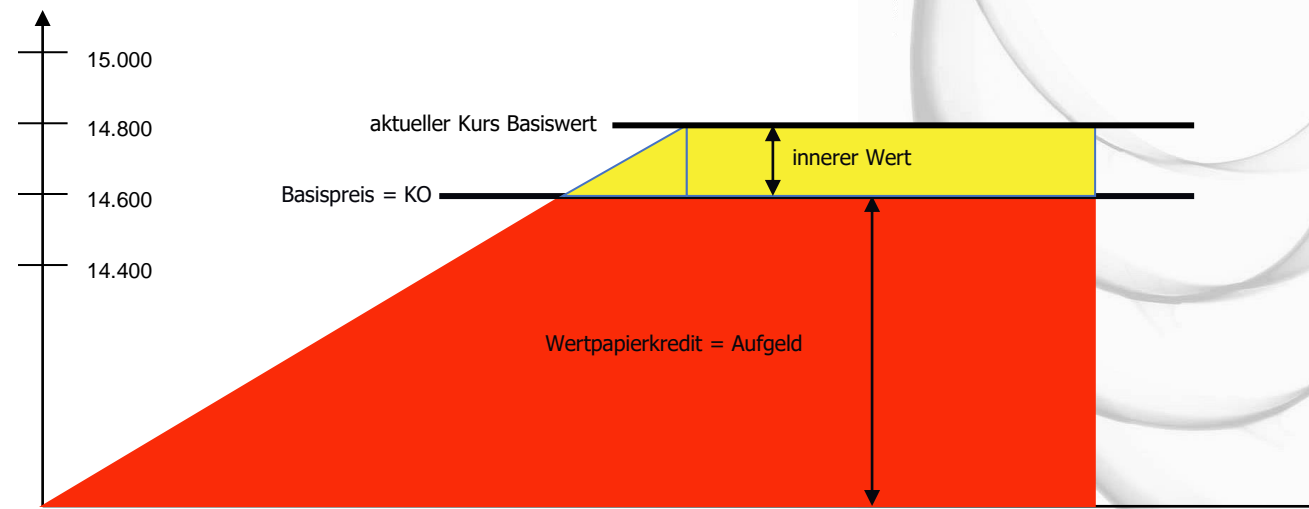 15.000
14.800
aktueller Kurs Basiswert
innerer Wert
14.600
Basispreis = KO
14.400
Wertpapierkredit = Aufgeld